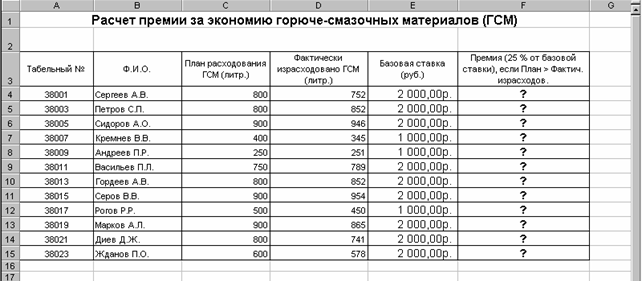 A B C D E F G
1 Расчет премии за экономию горюче-смазочных материалов (ГСМ)
2
3 Табельный № Ф.И.О. План расходования ГСМ (литр.) Фактически израсходовано ГСМ (литр.) Базовая ставка (руб.) Премия (25 % от базовой ставки), если План > Фактич. израсходов.
4 38001 Сергеев А.В. 800 752 2 000,00р. ?
5 38003 Петров С.П. 800 852 2 000,00р. ?
6 38005 Сидоров А.О. 900 946 2 000,00р. ?
7 38007 Кремнев В.В. 400 345 1 000,00р. ?
8 38009 Андреев П.Р. 250 251 1 000,00р. ?
9 38011 Васильев П.Л. 750 789 2 000,00р. ?
10 38013 Гордеев А.В. 800 852 2 000,00р. ?
11 38015 Серов В.В. 900 954 2 000,00р. ?
12 38017 Рогов Р.Р. 500 450 1 000,00р. ?
13 38019 Марков А.Л. 900 865 2 000,00р. ?
14 38021 Диев Д.Ж. 800 741 2 000,00р. ?
15 38023 Жданов П.О. 600 578 2 000,00р. ?
16
17